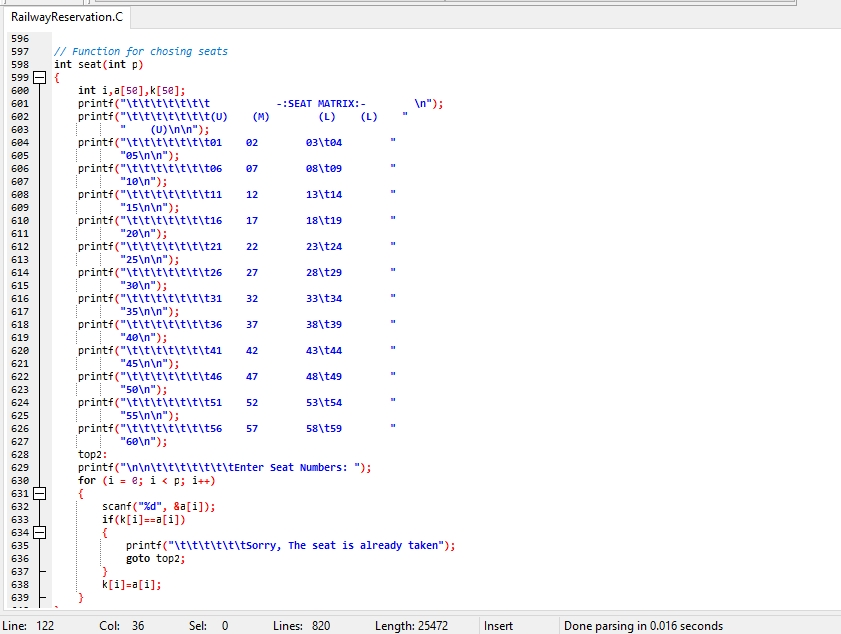 RailwayReservation.C
596
597 // Function for chosing seats
598 int seat(int p)
599 {
600 int i,a[50],k[50];
601 printf("\t\t\t\t\t\t\t -:SEAT MATRIX:- \n");
602 printf("\t\t\t\t\t\t\t(U) (M) (L) (L) "
603 " (U)\n\n");
604 printf("\t\t\t\t\t\t\t01 02 03\t04 "
605 "05\n\n");
606 printf("\t\t\t\t\t\t\t06 07 08\t09 "
607 "10\n");
608 printf("\t\t\t\t\t\t\t11 12 13\t14 "
609 "15\n\n");
610 printf("\t\t\t\t\t\t\t16 17 18\t19 "
611 "20\n");
612 printf("\t\t\t\t\t\t\t21 22 23\t24 "
613 "25\n\n");
614 printf("\t\t\t\t\t\t\t26 27 28\t29 "
615 "30\n");
616 printf("\t\t\t\t\t\t\t31 32 33\t34 "
617 "35\n\n");
618 printf("\t\t\t\t\t\t\t36 37 38\t39 "
619 "40\n");
620 printf("\t\t\t\t\t\t\t41 42 43\t44 "
621 "45\n\n");
622 printf("\t\t\t\t\t\t\t46 47 48\t49 "
623 "50\n");
624 printf("\t\t\t\t\t\t\t51 52 53\t54 "
625 "55\n\n");
626 printf("\t\t\t\t\t\t\t56 57 58\t59 "
627 "60\n");
628 top2:
629 printf("\n\n\t\t\t\t\t\t\tEnter Seat Numbers: ");
630 for (i = 0; i < p; i++)
631 {
632 scanf("%d", &a[i]);
633 if(k[i]==a[i])
634 {
635 printf("\t\t\t\t\t\tSorry, The seat is already taken");
636 goto top2;
637 }
638 k[i]=a[i];
639 }
Line: 122 Col: 36 Sel: 0 Lines: 820 Length: 25472 Insert Done parsing in 0.016 seconds